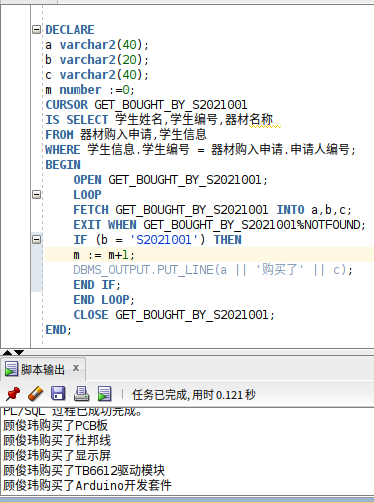 DECLARE
a varchar2(40);
b varchar2(20);
c varchar2(40);
m number :=0;
CURSOR GET_BOUGHT_BY_S2021001
IS SELECT 学生姓名,学生编号,器材名称
FROM 器材购入申请,学生信息
WHERE 学生信息.学生编号 = 器材购入申请.申请人编号;
BEGIN
OPEN GET_BOUGHT_BY_S2021001;
LOOP
FETCH GET_BOUGHT_BY_S2021001 INTO a,b,c;
EXIT WHEN GET_BOUGHT_BY_S2021001%NOTFOUND;
IF (b = 'S2021001') THEN
m := m+1;
DBMS_OUTPUT.PUT_LINE(a || '购买了' || c);
END IF;
END LOOP;
CLOSE GET_BOUGHT_BY_S2021001;
END;
脚本输出 x
任务已完成, 用时 0.121 秒
PL/SQL 过程已成功完成。
顾俊玮购买了PCB板
顾俊玮购买了杜邦线
顾俊玮购买了显示屏
顾俊玮购买了TB6612驱动模块
顾俊玮购买了Arduino开发套件